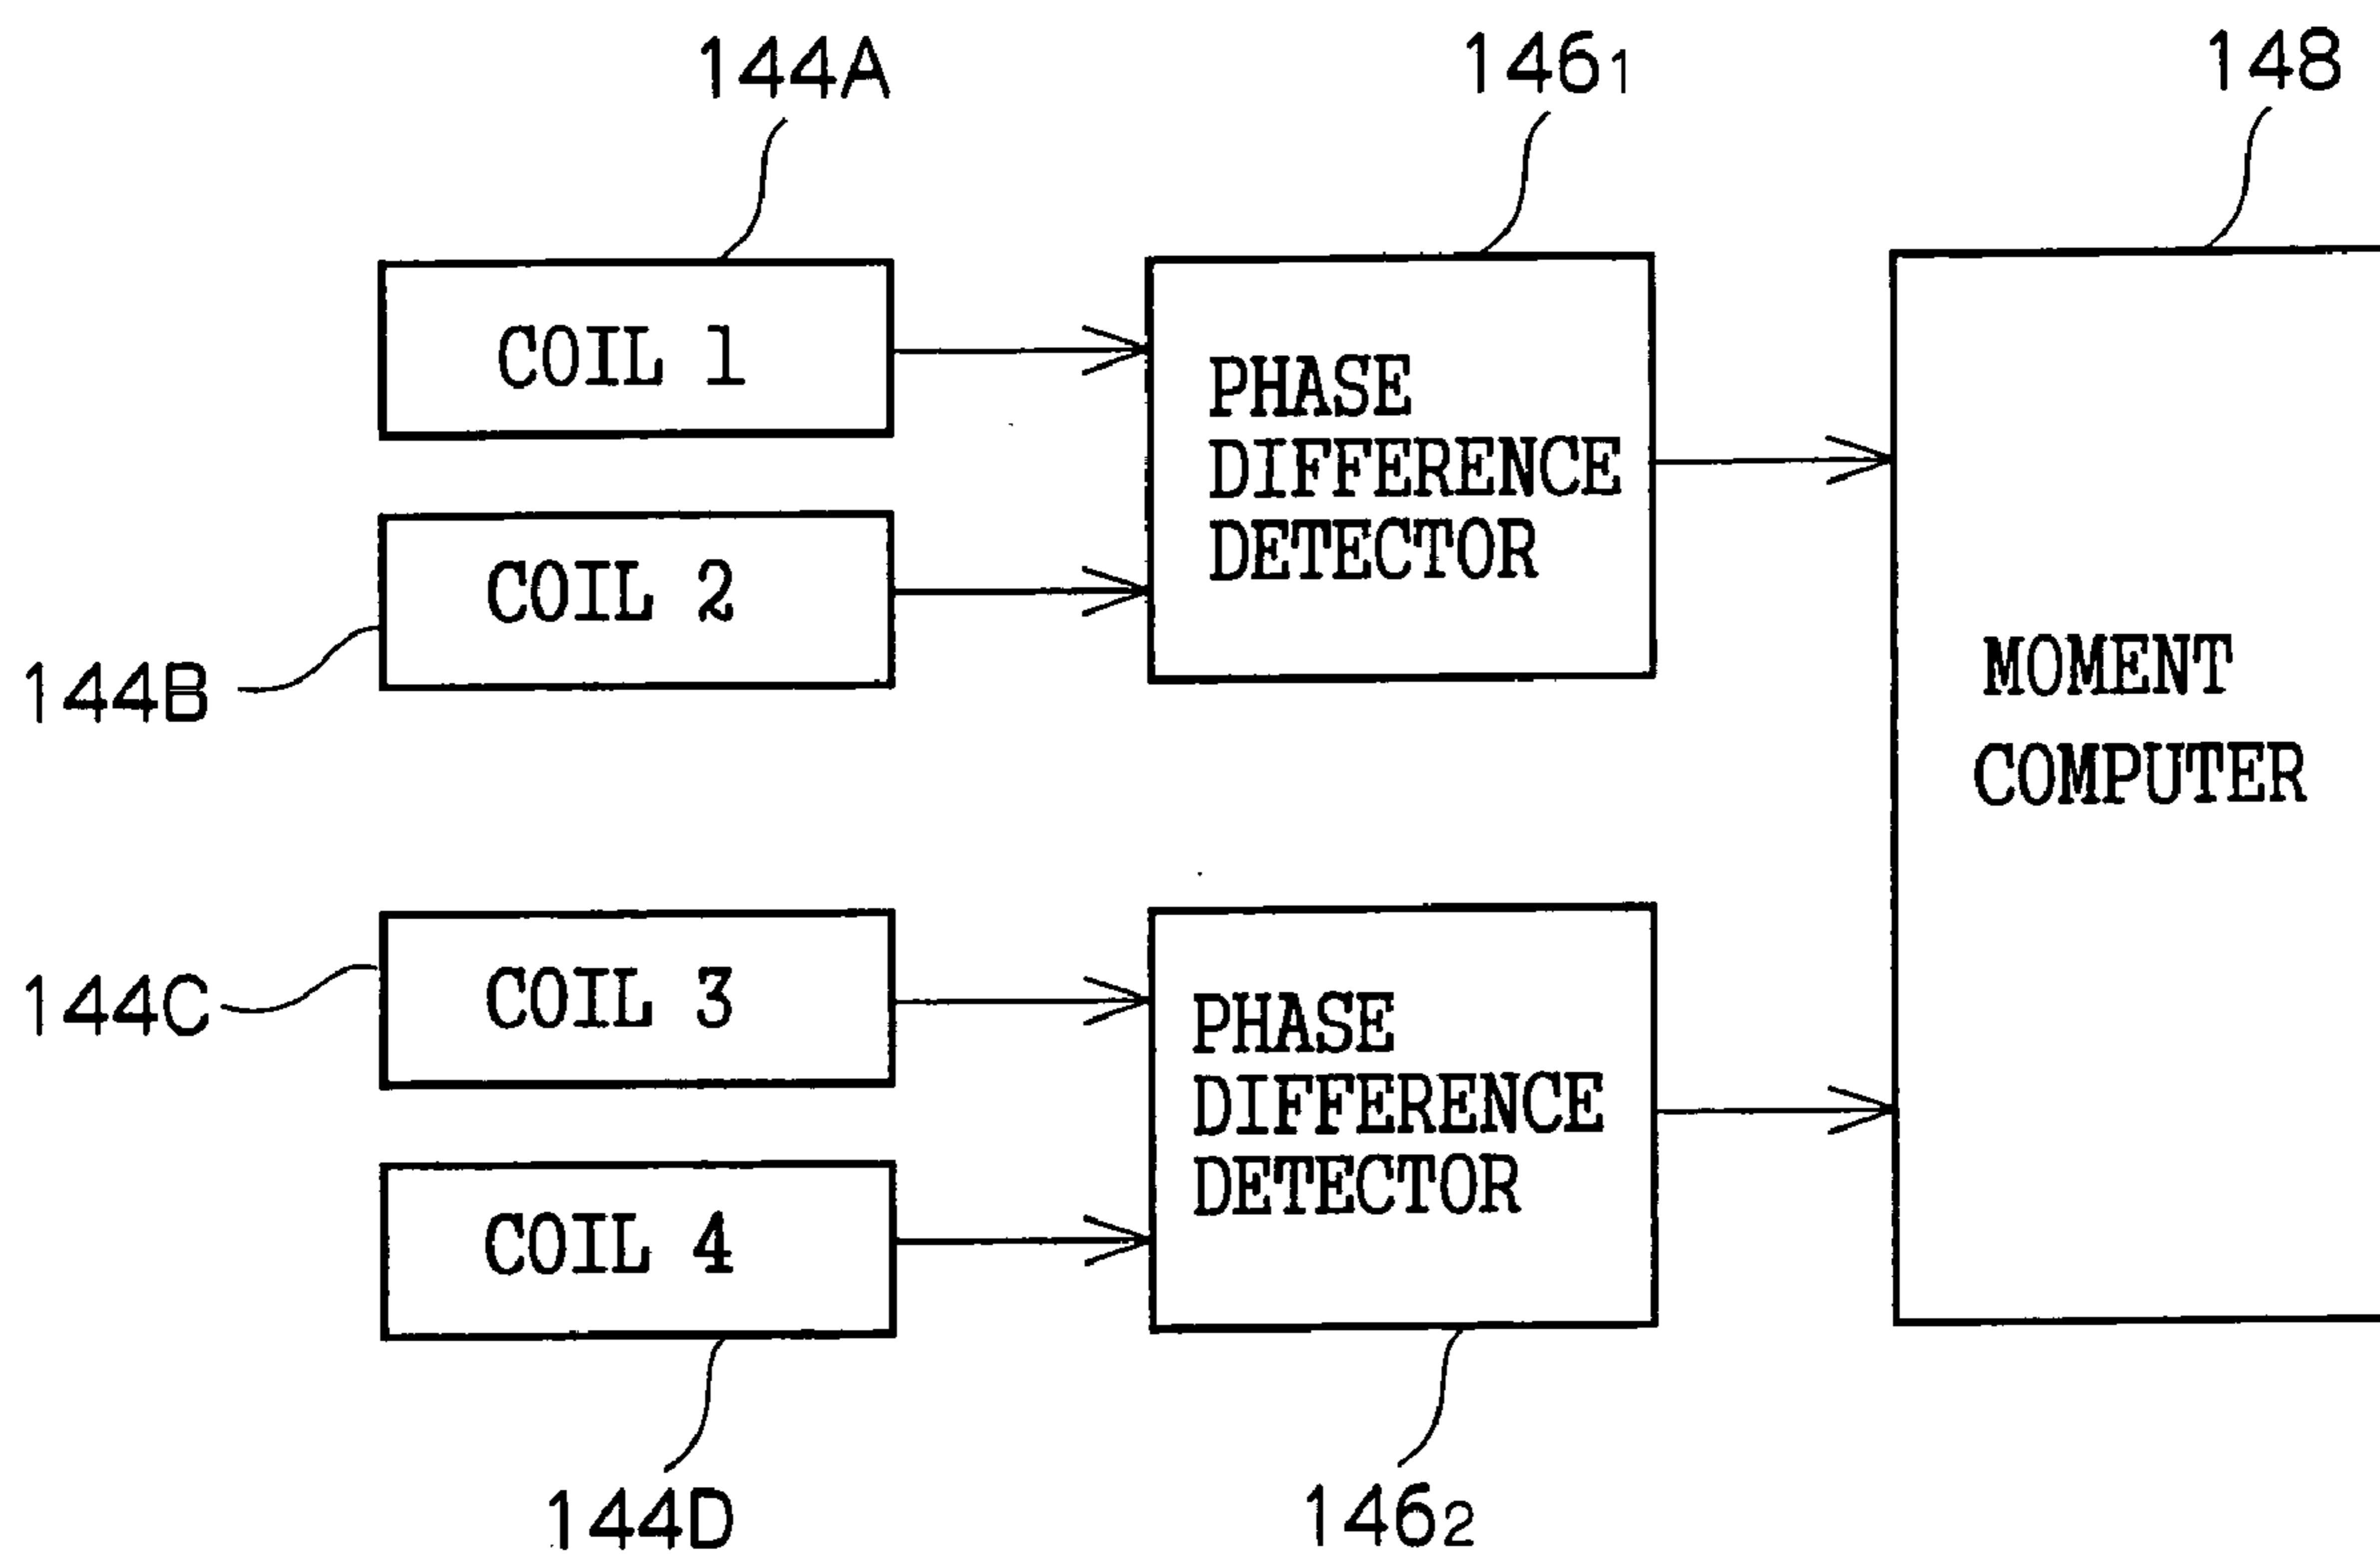 144A
146₁
148
COIL 1
PHASE
DIFFERENCE
DETECTOR
COIL 2
144B
MOMENT
COMPUTER
144C
COIL 3
PHASE
DIFFERENCE
DETECTOR
COIL 4
144D
146₂